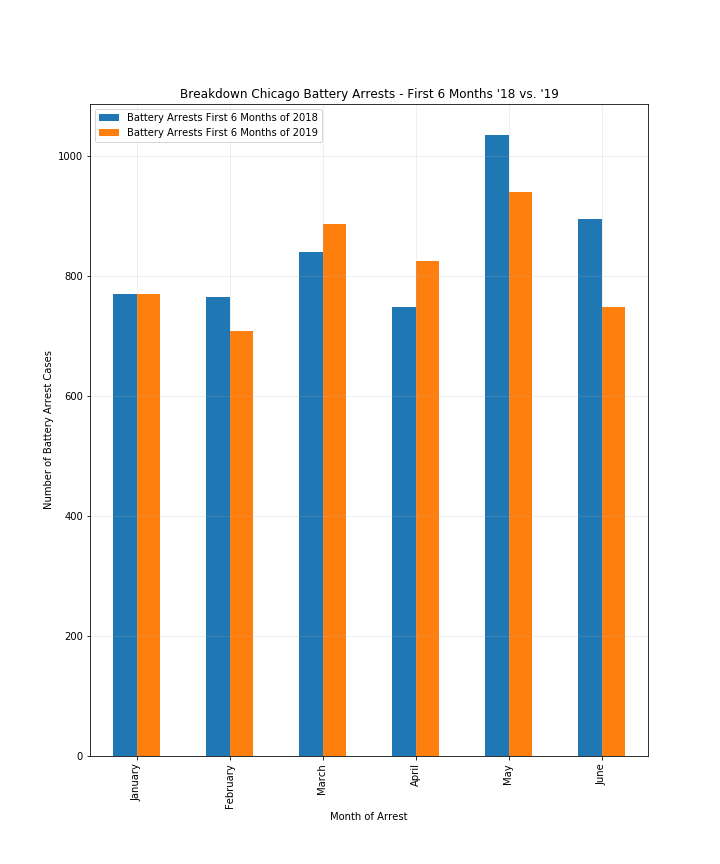 Breakdown Chicago Battery Arrests - First 6 Months '18 vs. '19
Battery Arrests First 6 Months of 2018
Battery Arrests First 6 Months of 2019
1000
800
600
400
200
0
Number of Battery Arrest Cases
January
February
March
April
May
June
Month of Arrest